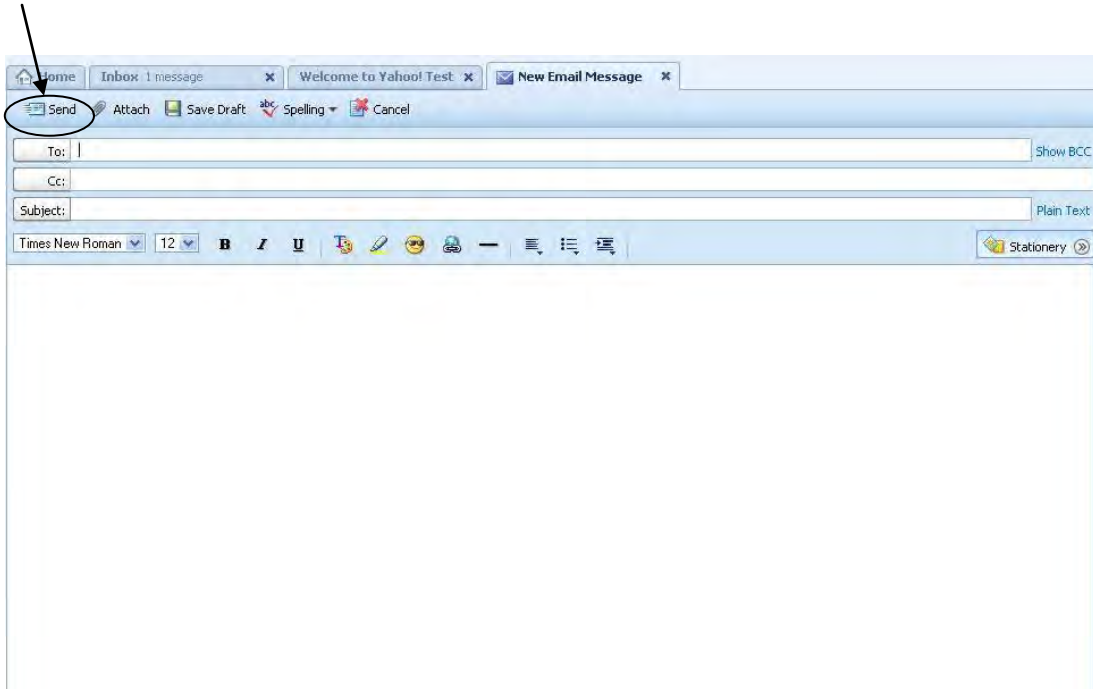 Home Inbox 1 message Welcome to Yahoo! Test New Email Message
Send Attach Save Draft abc Spelling Cancel
To: Show BCC
Cc:
Subject: Plain Text
Times New Roman 12 B I U T Stationery